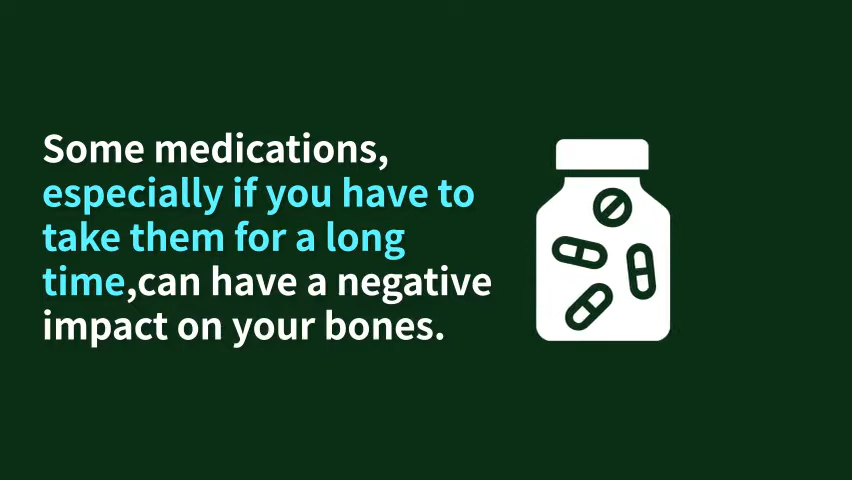 Some medications,
especially if you have to
take them for a long
time,can have a negative
impact on your bones.